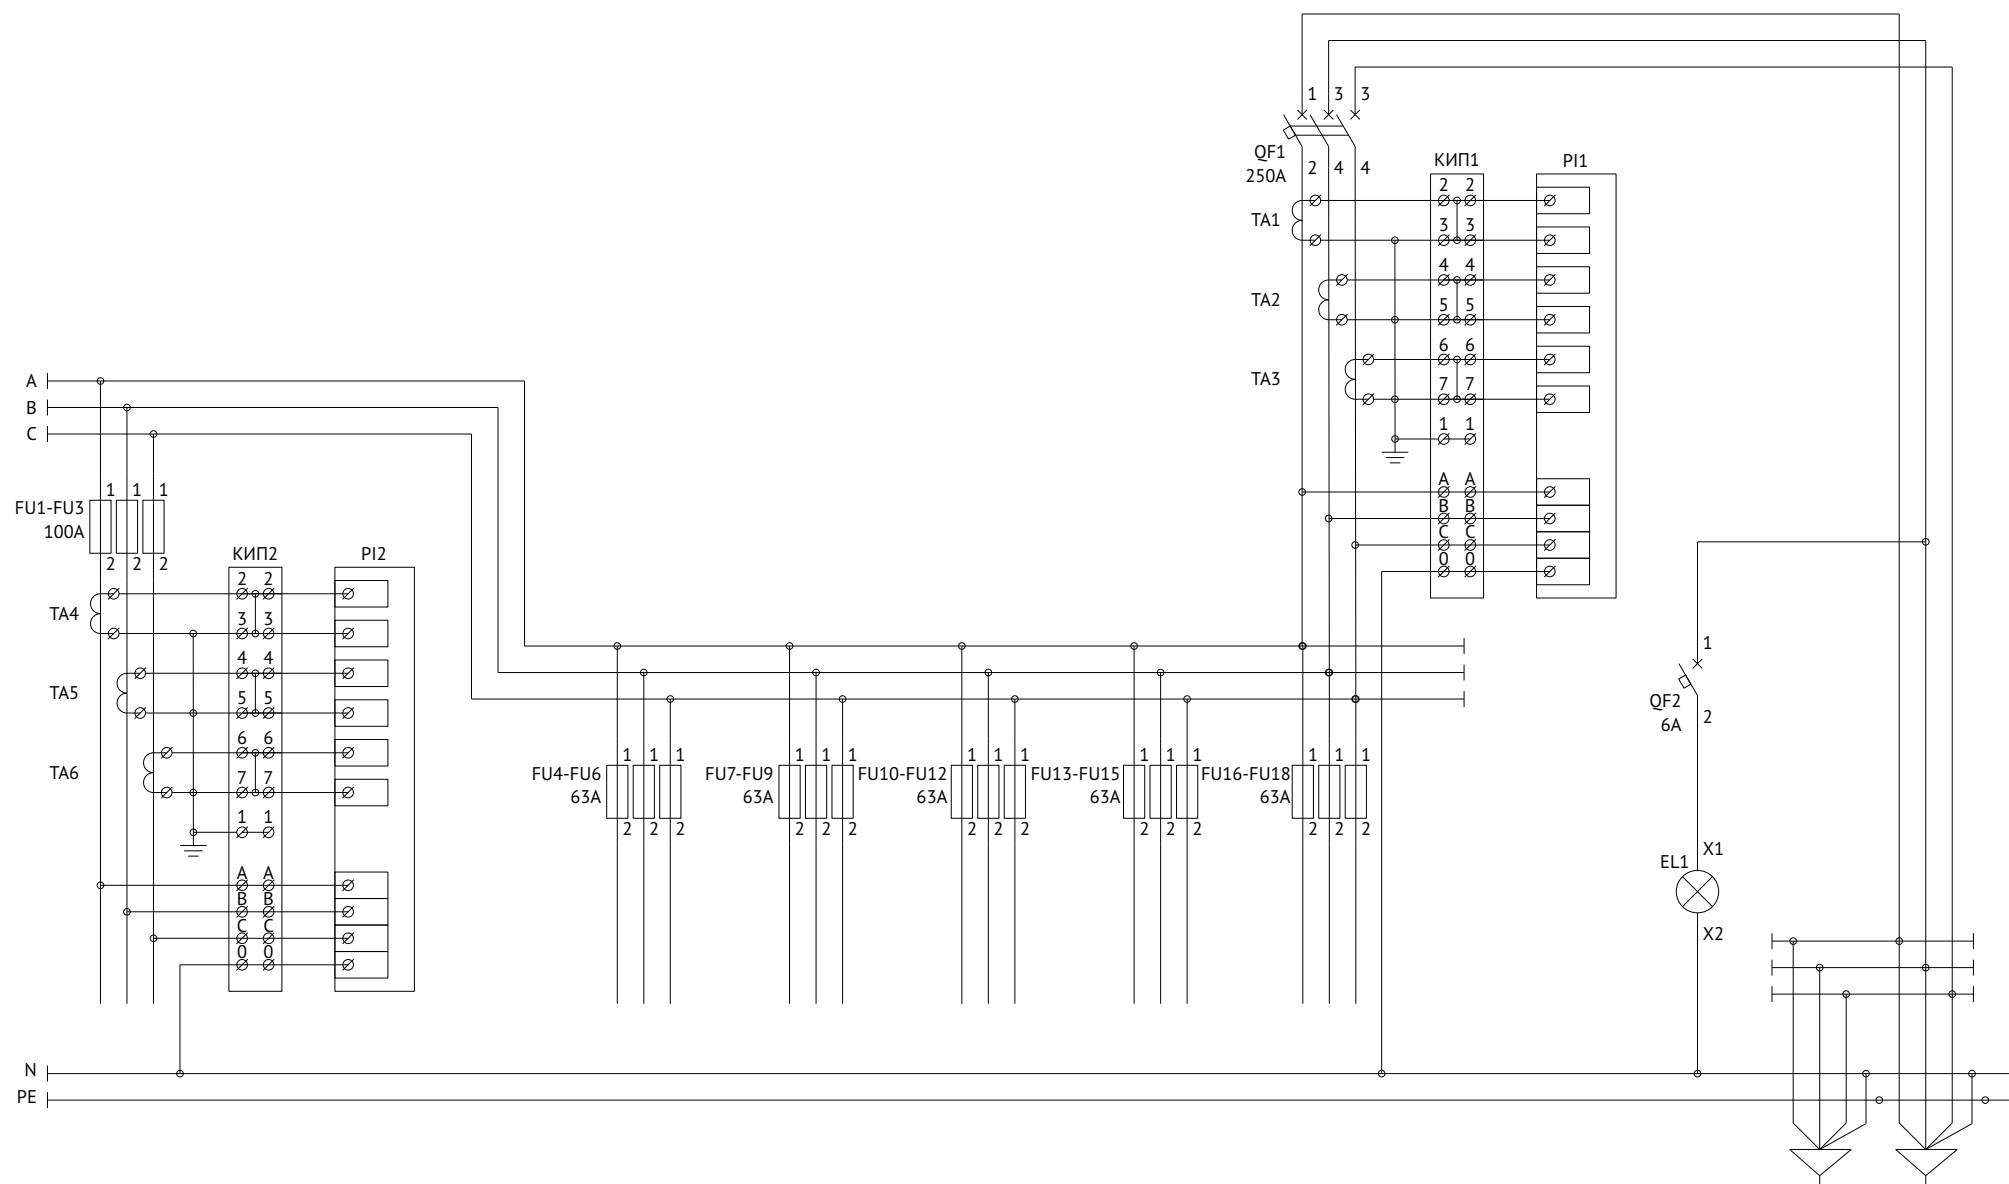 1 3 3
QF1
250A
2 4 4
КИП1
PI1
2 2
TA1
3 3
4 4
TA2
5 5
6 6
TA3
7 7
1 1
A A
B B
C C
0 0
A
B
C
1 1 1
FU1-FU3
100A
2 2 2
КИП2
PI2
2 2
TA4
3 3
4 4
TA5
5 5
6 6
TA6
7 7
1 1
A A
B B
C C
0 0
1 1 1
FU4-FU6
63A
2 2 2
1 1 1
FU7-FU9
63A
2 2 2
1 1 1
FU10-FU12
63A
2 2 2
1 1 1
FU13-FU15
63A
2 2 2
1 1 1
FU16-FU18
63A
2 2 2
1
QF2
6A
2
X1
EL1
X2
N
PE